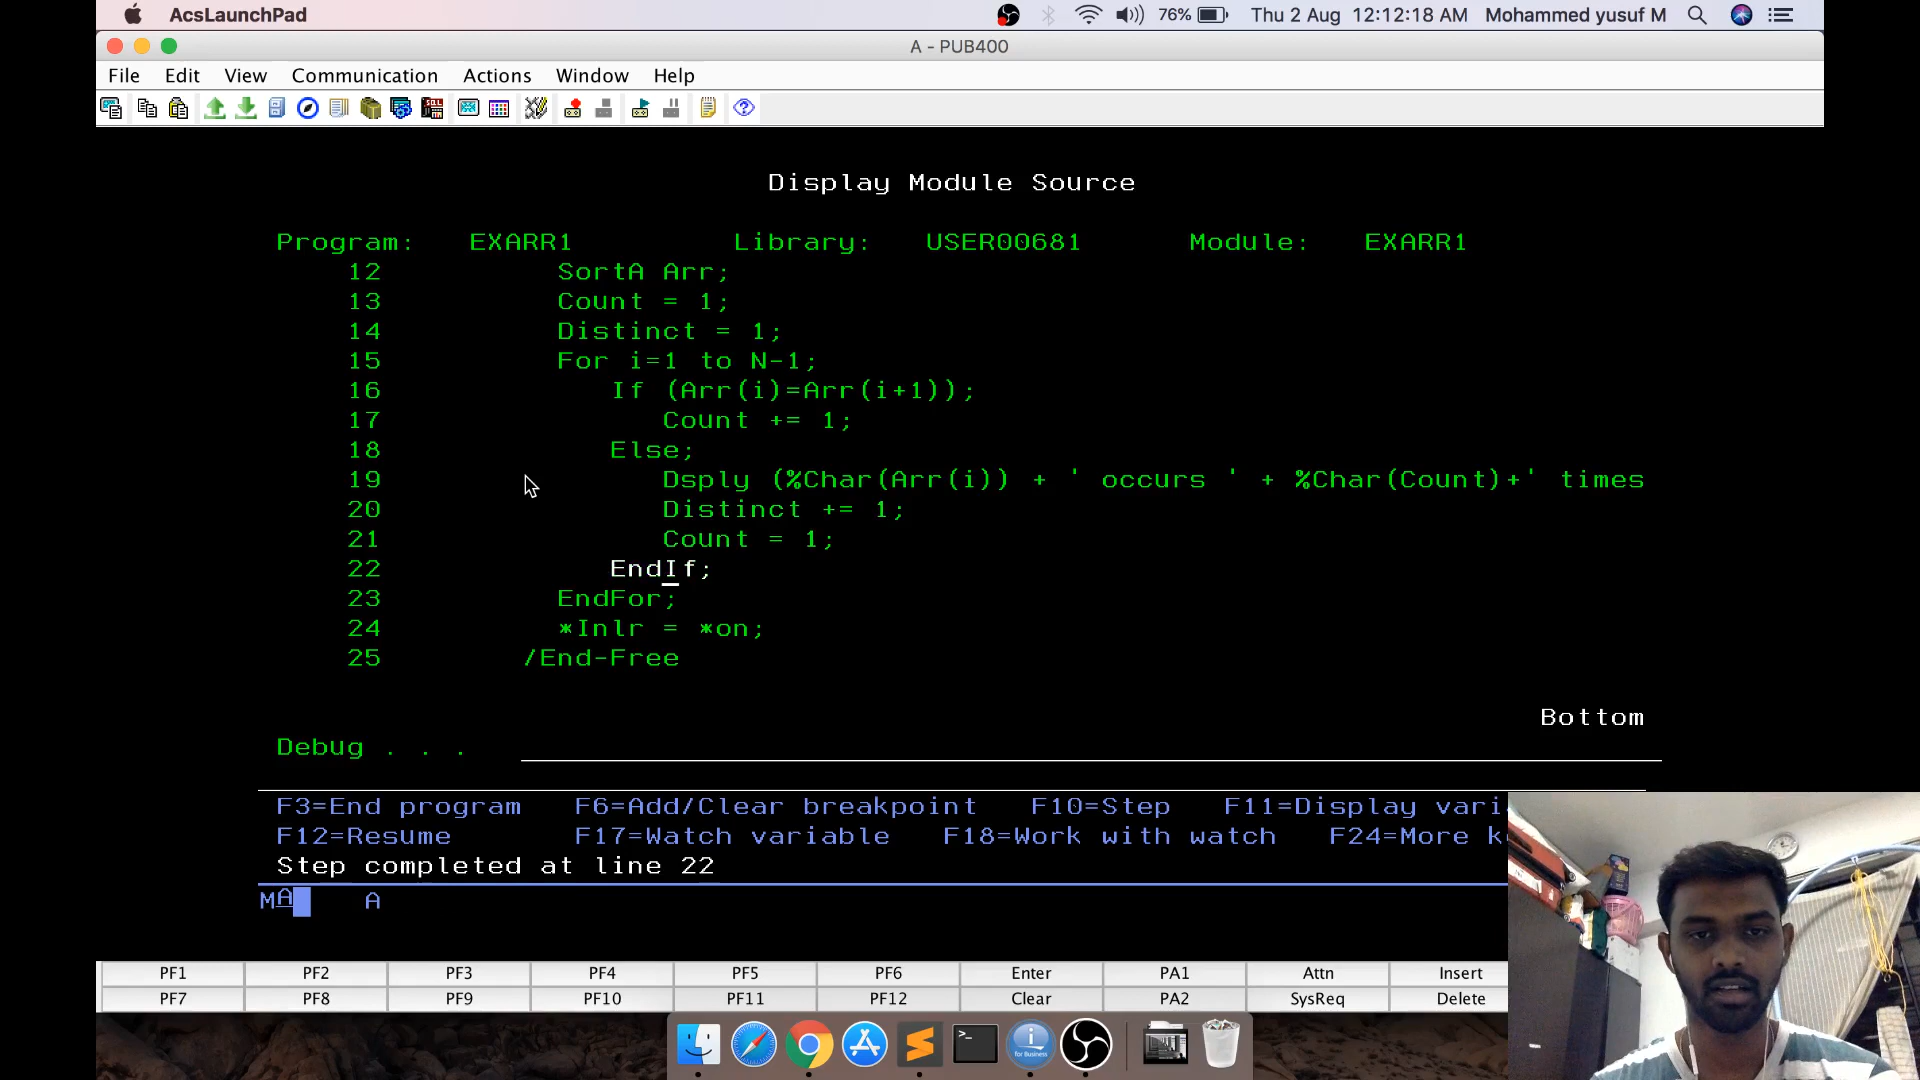 AcsLaunchPad 76% Thu 2 Aug 12:12:18 AM Mohammed yusuf M
A - PUB400
File Edit View Communication Actions Window Help
Display Module Source
Program: EXARR1 Library: USER00681 Module: EXARR1
12 SortA Arr;
13 Count = 1;
14 Distinct = 1;
15 For i=1 to N-1;
16 If (Arr(i)=Arr(i+1));
17 Count += 1;
18 Else;
19 Dsply (%Char(Arr(i)) + ' occurs ' + %Char(Count)+' times
20 Distinct += 1;
21 Count = 1;
22 EndIf;
23 EndFor;
24 *Inlr = *on;
25 /End-Free
Bottom
Debug . . .
F3=End program F6=Add/Clear breakpoint F10=Step F11=Display vari
F12=Resume F17=Watch variable F18=Work with watch F24=More k
Step completed at line 22
MA A
PF1 PF2 PF3 PF4 PF5 PF6 Enter PA1 Attn Insert
PF7 PF8 PF9 PF10 PF11 PF12 Clear PA2 SysReq Delete
i for Business